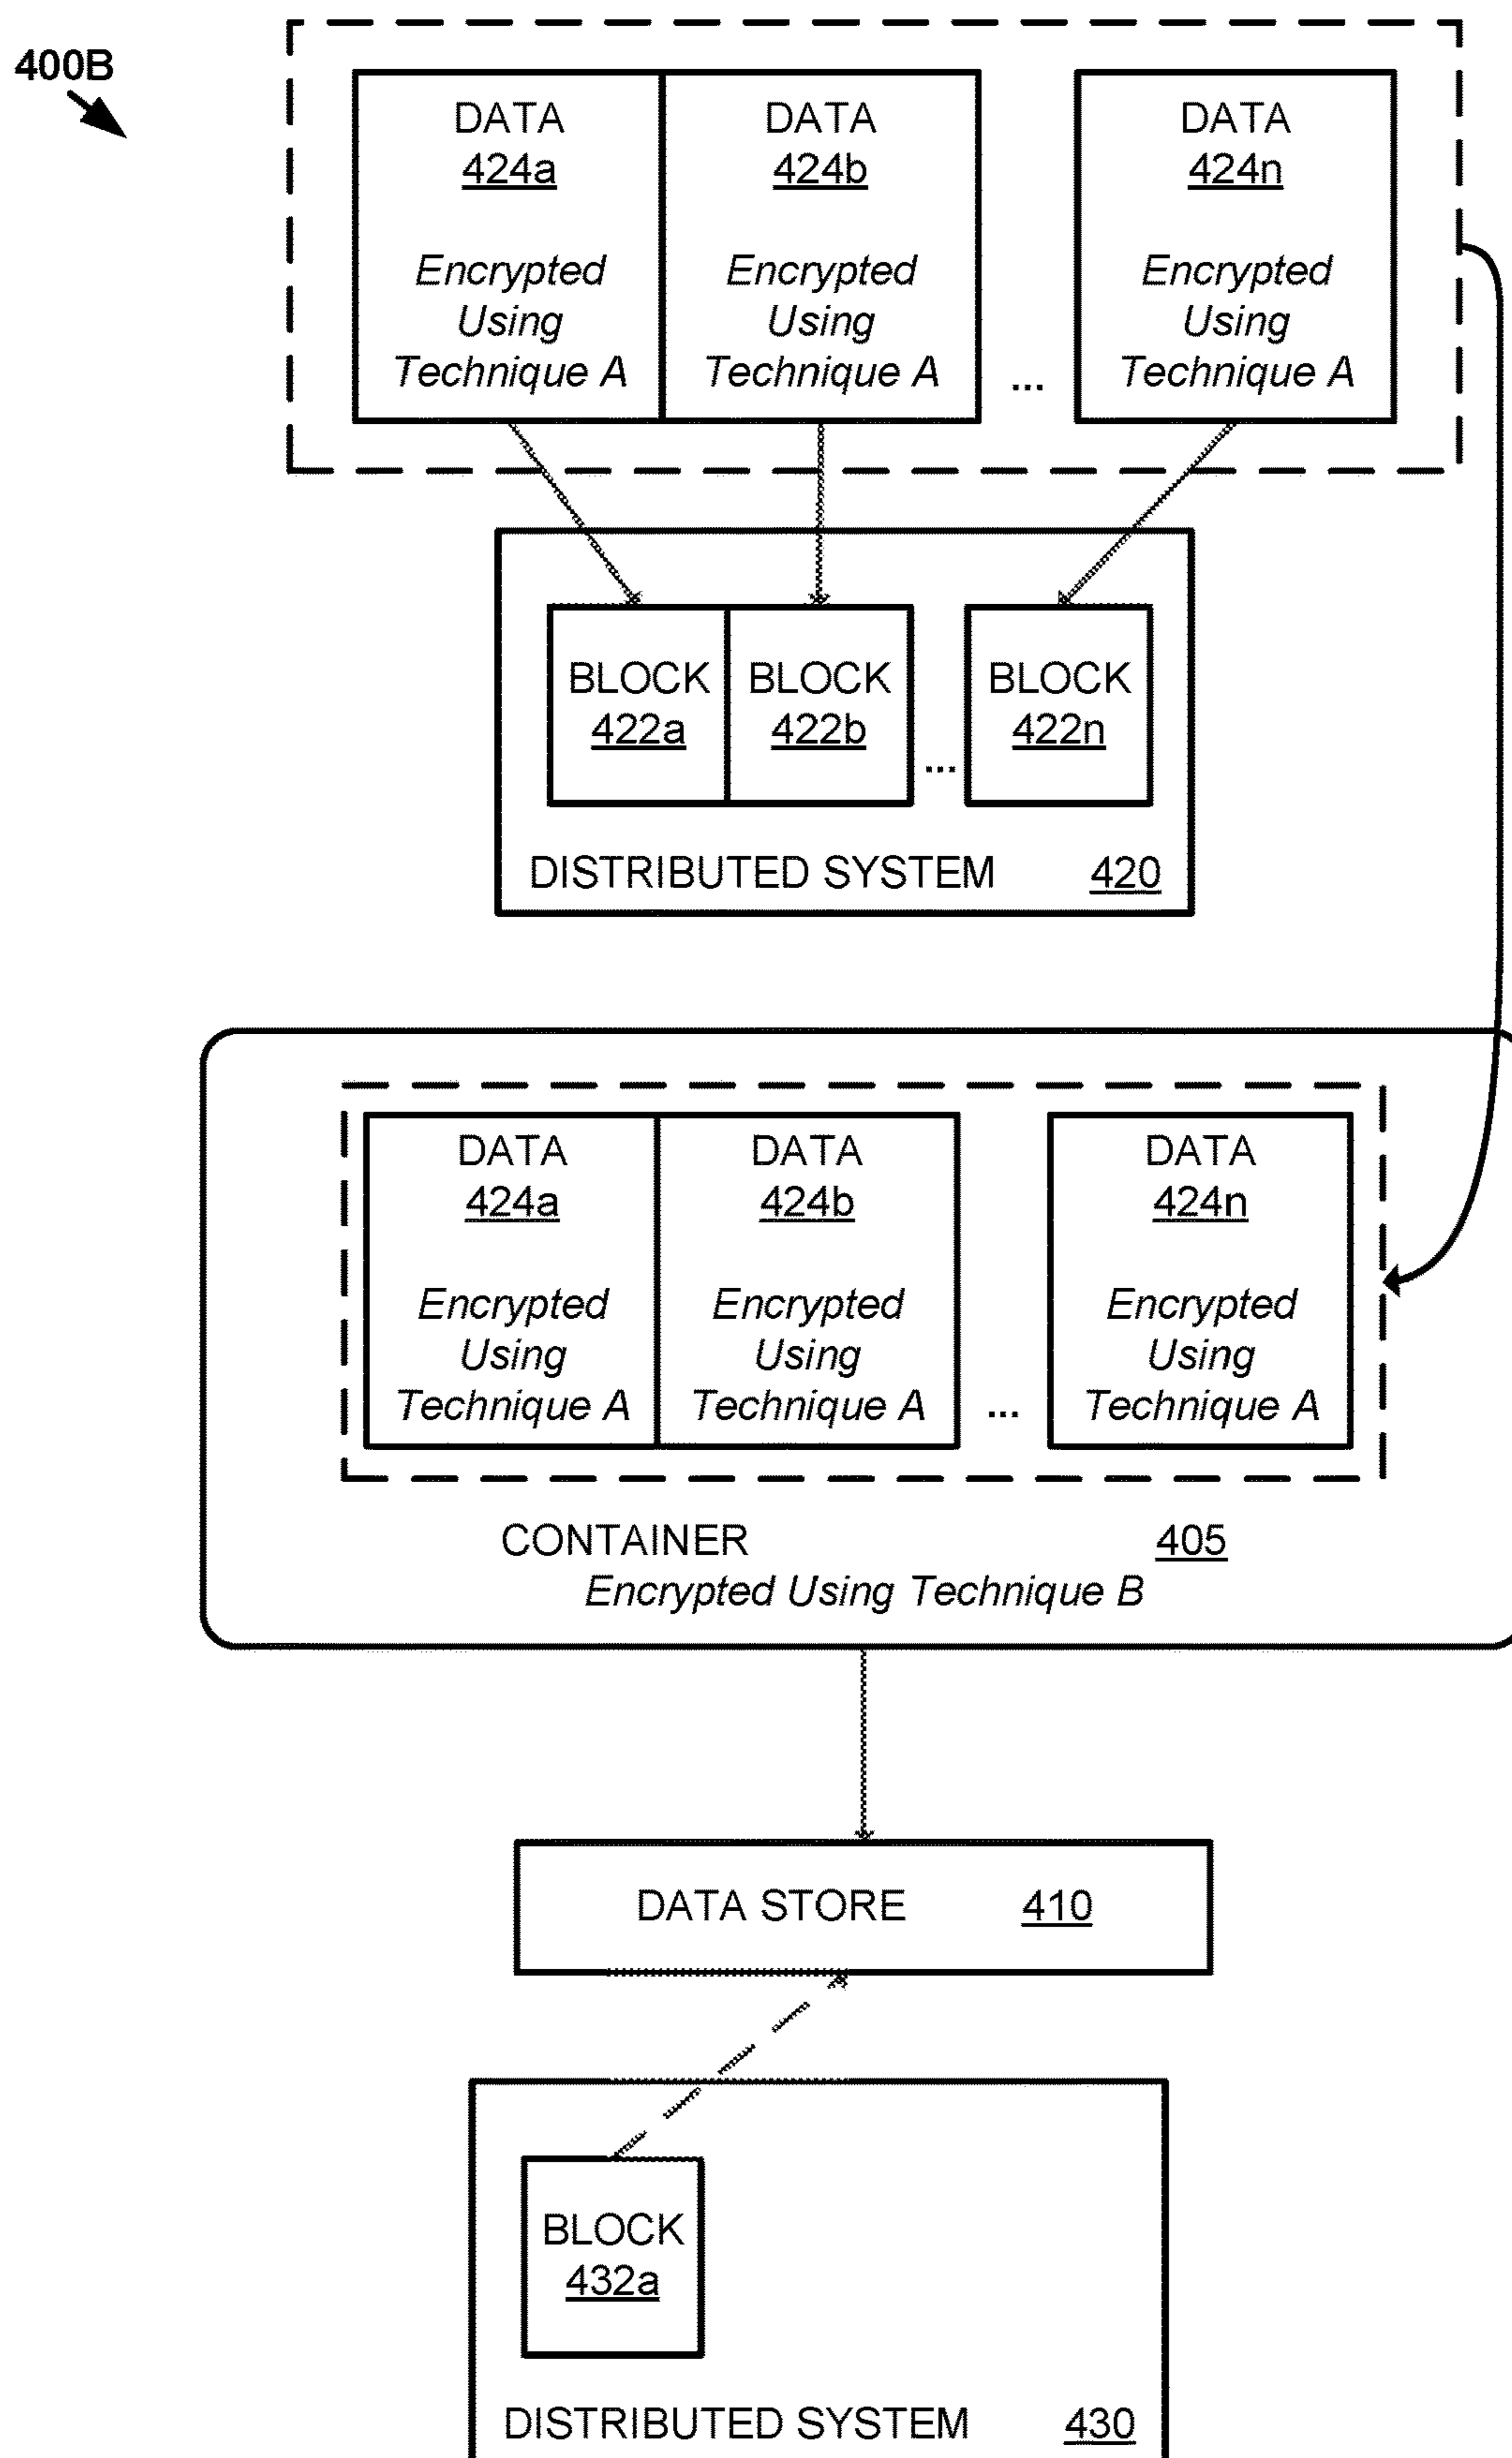 400B
DATA
424a
Encrypted
Using
Technique A
DATA
424b
Encrypted
Using
Technique A
...
DATA
424n
Encrypted
Using
Technique A
BLOCK
422a
BLOCK
422b
...
BLOCK
422n
DISTRIBUTED SYSTEM 420
DATA
424a
Encrypted
Using
Technique A
DATA
424b
Encrypted
Using
Technique A
...
DATA
424n
Encrypted
Using
Technique A
CONTAINER 405
Encrypted Using Technique B
DATA STORE 410
BLOCK
432a
DISTRIBUTED SYSTEM 430